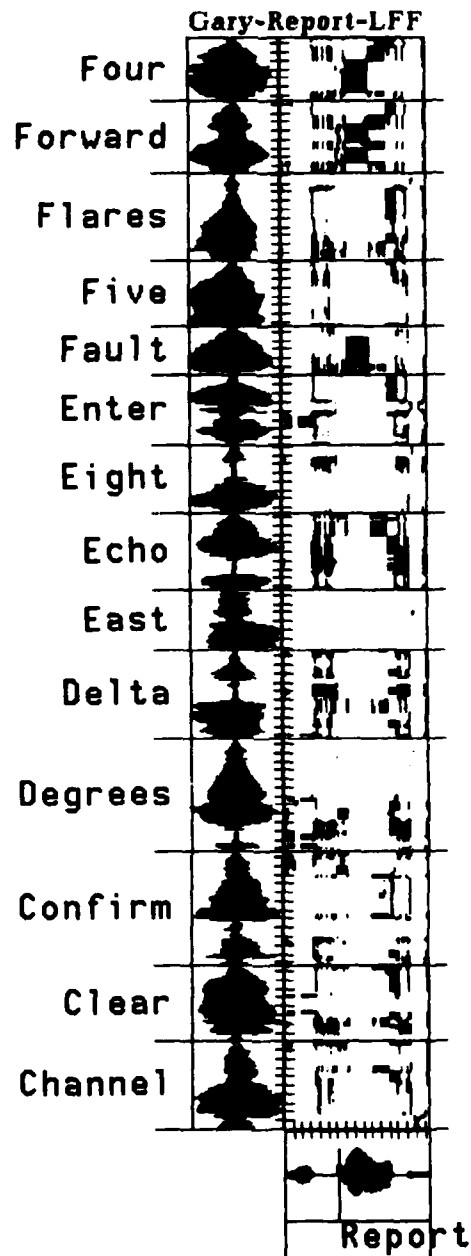 Gary-Report-LFF
Four
Forward
Flares
Five
Fault
Enter
Eight
Echo
East
Delta
Degrees
Confirm
Clear
Channel
Report